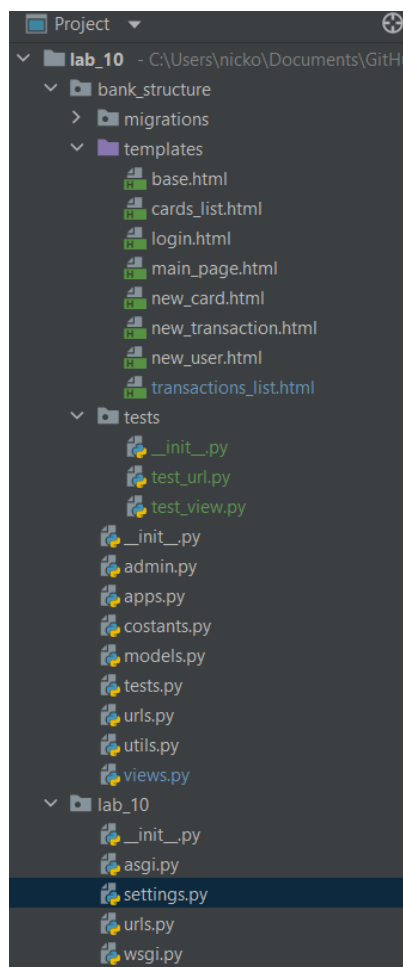 Project
lab_10 - C:\Users\nicko\Documents\GitH
bank_structure
migrations
templates
base.html
cards_list.html
login.html
main_page.html
new_card.html
new_transaction.html
new_user.html
transactions_list.html
tests
__init__.py
test_url.py
test_view.py
__init__.py
admin.py
apps.py
costants.py
models.py
tests.py
urls.py
utils.py
views.py
lab_10
__init__.py
asgi.py
settings.py
urls.py
wsgi.py